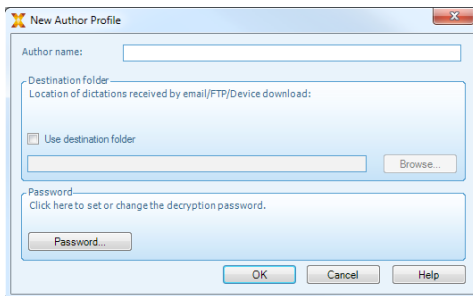 New Author Profile
Author name:
Destination folder
Location of dictations received by email/FTP/Device download:
Use destination folder
Browse...
Password
Click here to set or change the decryption password.
Password...
OK Cancel Help